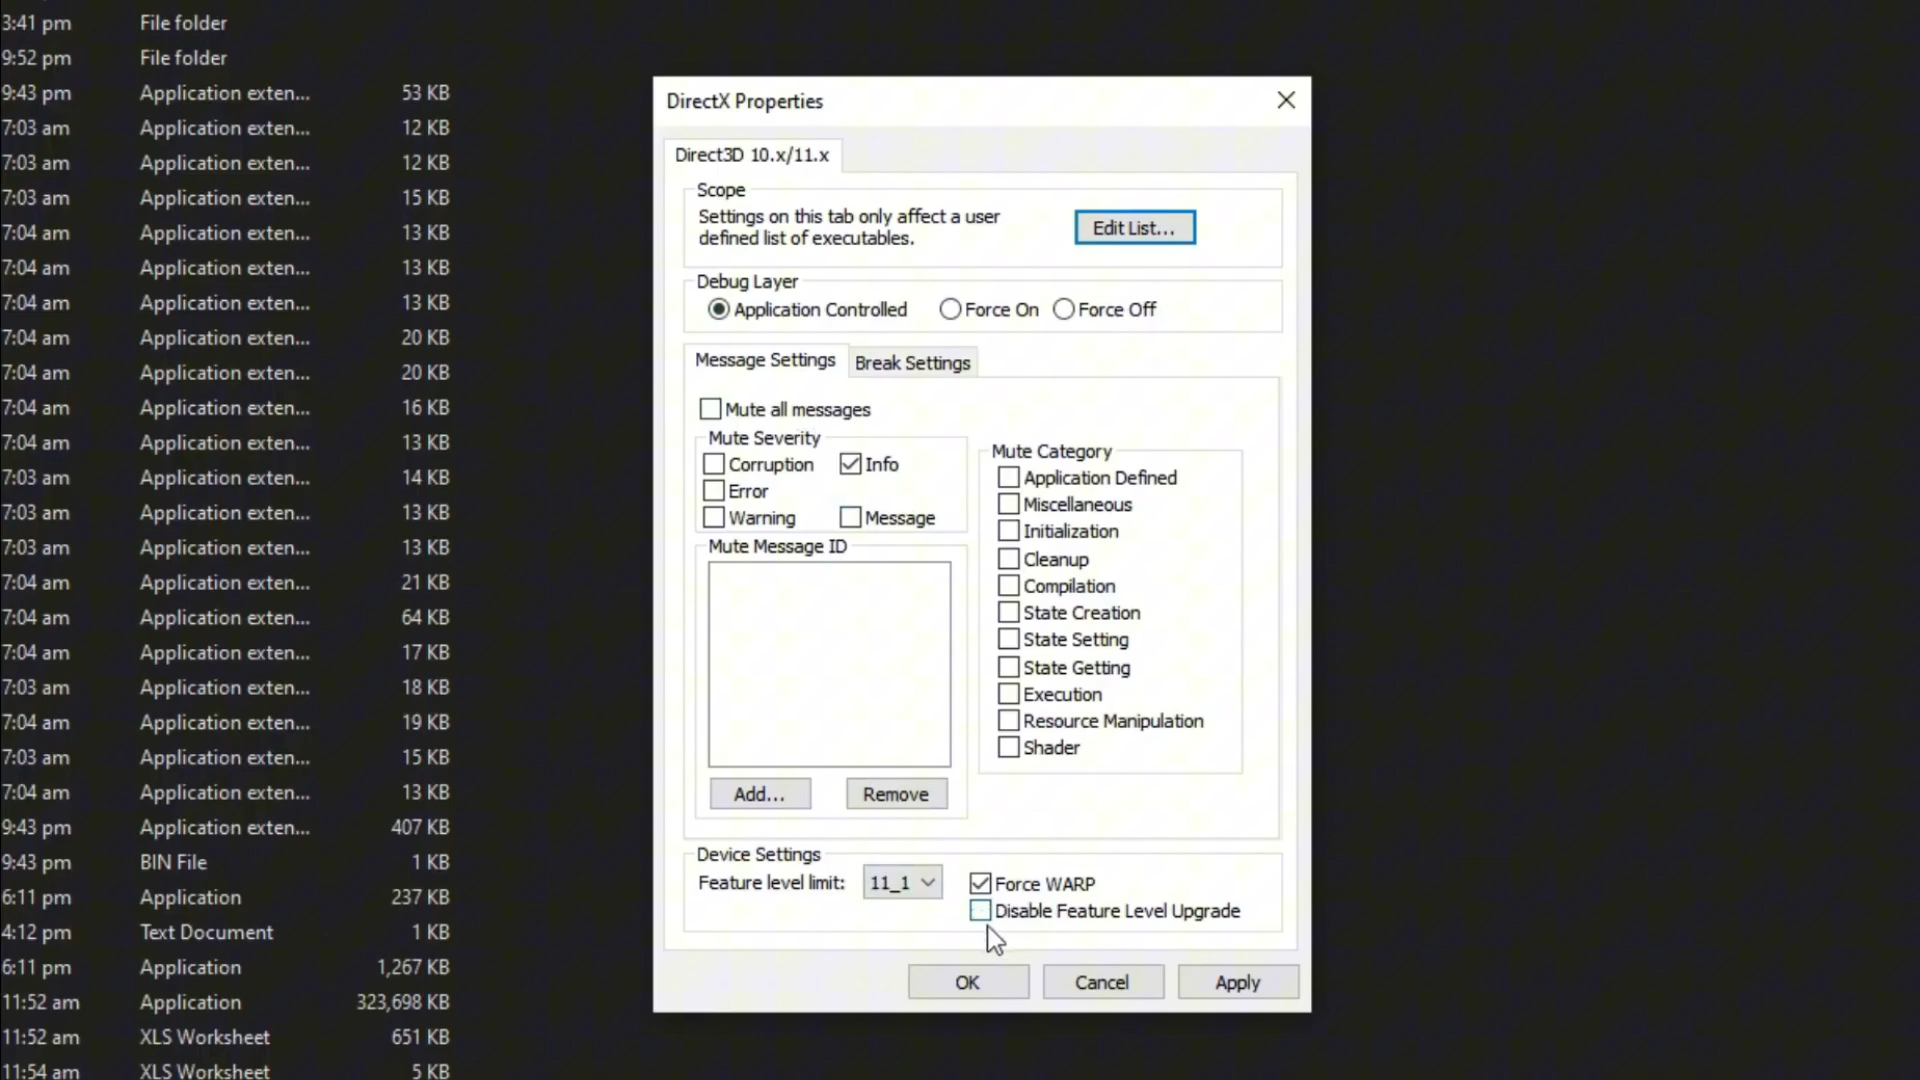 3:41 pm File folder
9:52 pm File folder
9:43 pm Application exten... 53 KB
7:03 am Application exten... 12 KB
7:03 am Application exten... 12 KB
7:03 am Application exten... 15 KB
7:04 am Application exten... 13 KB
7:04 am Application exten... 13 KB
7:04 am Application exten... 13 KB
7:04 am Application exten... 20 KB
7:04 am Application exten... 20 KB
7:04 am Application exten... 16 KB
7:04 am Application exten... 13 KB
7:03 am Application exten... 14 KB
7:03 am Application exten... 13 KB
7:03 am Application exten... 13 KB
7:04 am Application exten... 21 KB
7:04 am Application exten... 64 KB
7:04 am Application exten... 17 KB
7:03 am Application exten... 18 KB
7:04 am Application exten... 19 KB
7:03 am Application exten... 15 KB
7:04 am Application exten... 13 KB
9:43 pm Application exten... 407 KB
9:43 pm BIN File 1 KB
6:11 pm Application 237 KB
4:12 pm Text Document 1 KB
6:11 pm Application 1,267 KB
11:52 am Application 323,698 KB
11:52 am XLS Worksheet 651 KB
11:54 am XLS Worksheet 5 KB
DirectX Properties
Direct3D 10.x/11.x
Scope
Settings on this tab only affect a user
defined list of executables.
Edit List...
Debug Layer
Application Controlled Force On Force Off
Message Settings Break Settings
Mute all messages
Mute Severity
Corruption Info
Error
Warning Message
Mute Message ID
Add... Remove
Mute Category
Application Defined
Miscellaneous
Initialization
Cleanup
Compilation
State Creation
State Setting
State Getting
Execution
Resource Manipulation
Shader
Device Settings
Feature level limit: 11_1 Force WARP
Disable Feature Level Upgrade
OK Cancel Apply